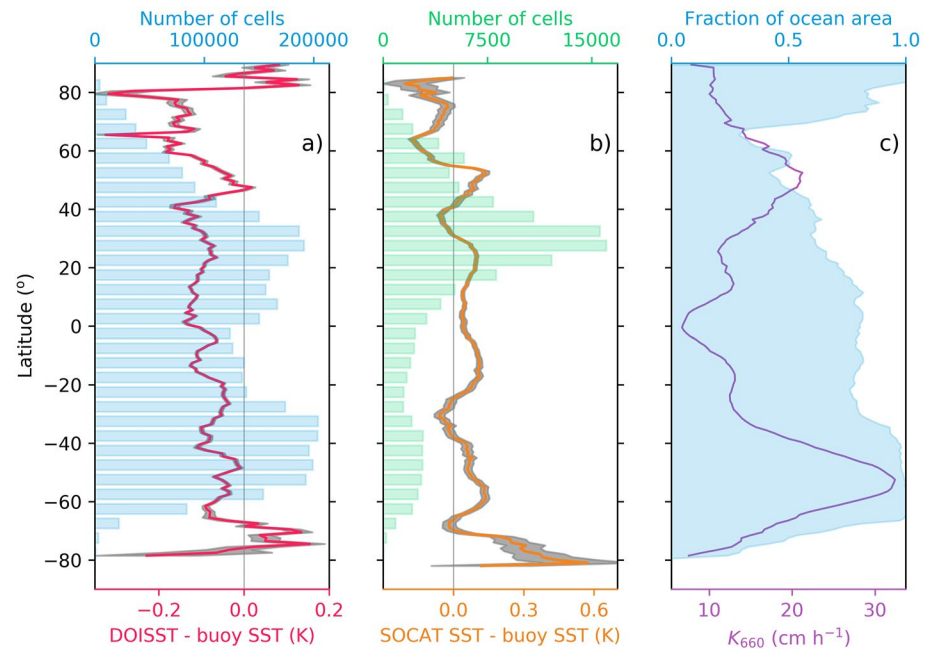 Number of cells
0 100000 200000
Number of cells
0 7500 15000
Fraction of ocean area
0.0 0.5 1.0
a)
b)
c)
80
60
40
20
0
−20
−40
−60
−80
Latitude (°)
−0.2 0.0 0.2
DOISST - buoy SST (K)
0.0 0.3 0.6
SOCAT SST - buoy SST (K)
10 20 30
K₆₆₀ (cm h⁻¹)